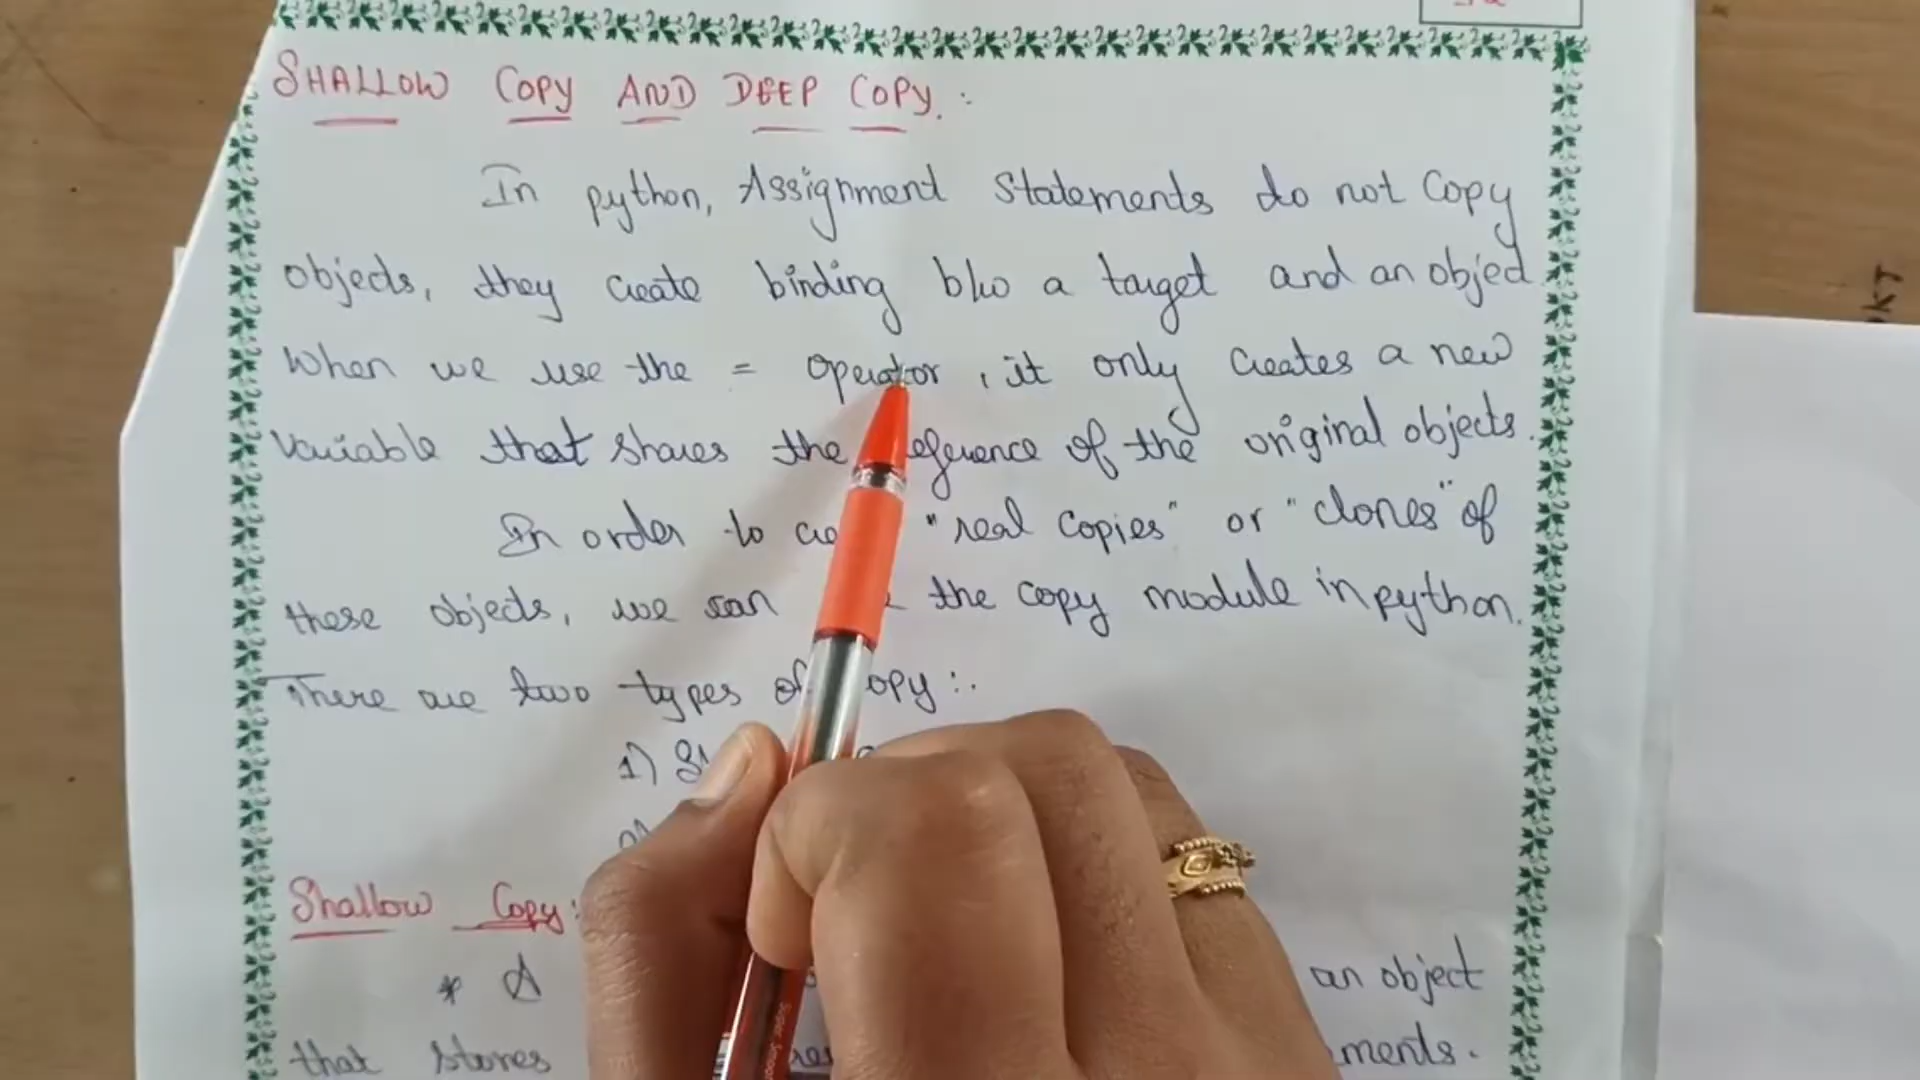 SHALLOW COPY AND DEEP COPY :
In python, Assignment Statements do not Copy
objects, they create binding b/w a target and an object
When we use the = operator, it only creates a new
Variable that shares the reference of the original objects.
In order to "real Copies" or "clones" of
these objects, we can the copy module in python.
There are two types of copy :.
1)
Shallow Copy :
* A an object
that stores